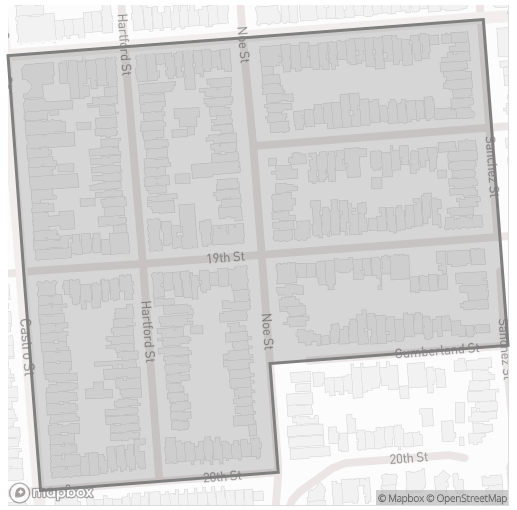 Hartford St
Noe St
Sanchez St
19th St
Hartford St
Noe St
Castro St
Sanchez St
Cumberland St
20th St
20th St
mapbox
© Mapbox © OpenStreetMap